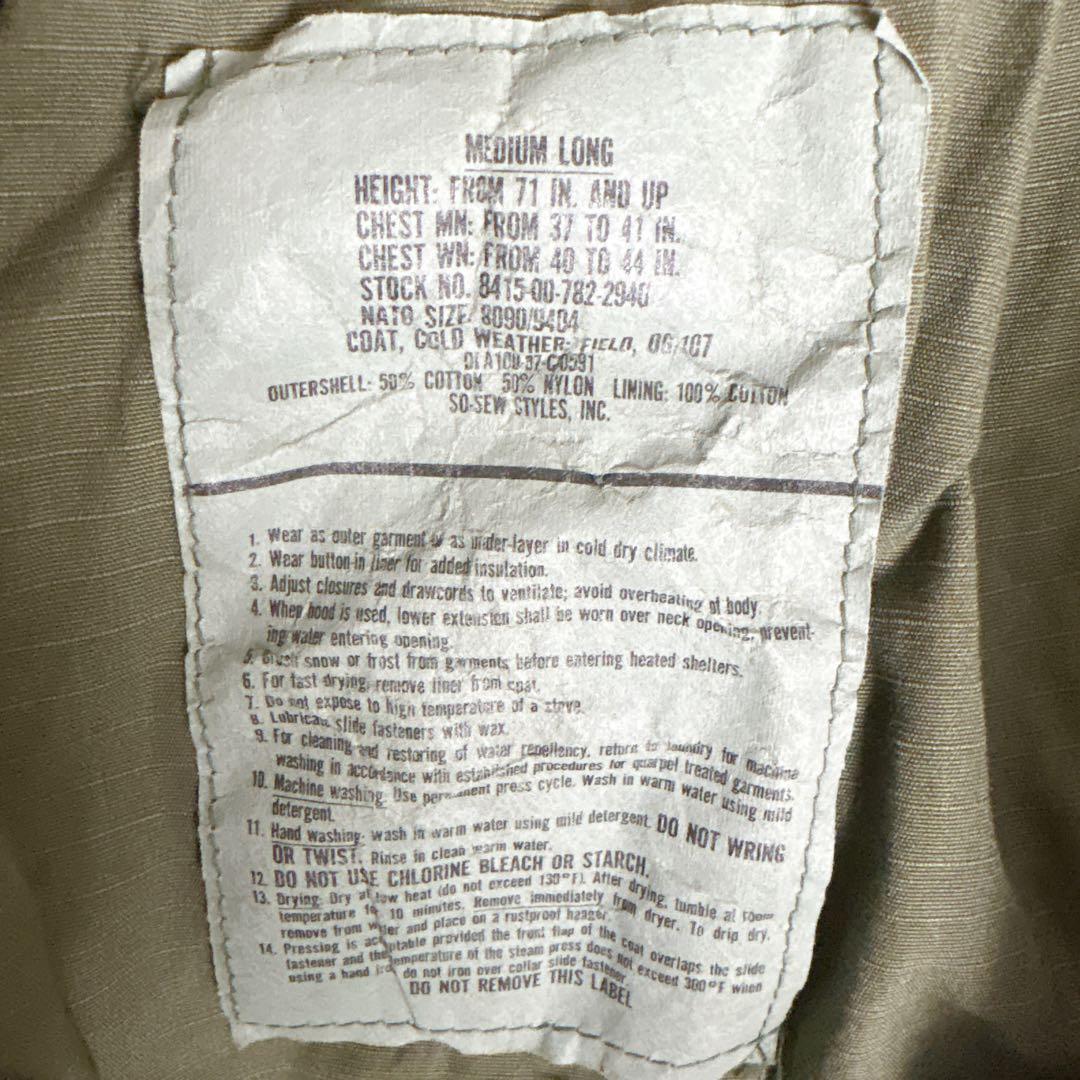 MEDIUM LONG
HEIGHT: FROM 71 IN. AND UP
CHEST MN: FROM 37 TO 41 IN.
CHEST WN: FROM 40 TO 44 IN.
STOCK NO. 8415-00-782-2940
NATO SIZE: 8090/9404
COAT, COLD WEATHER: FIELD, OG-107
DLA100-87-C-0591
OUTERSHELL: 50% COTTON 50% NYLON LINING: 100% COTTON
SO-SEW STYLES, INC.
1. Wear as outer garment or as under-layer in cold dry climate.
2. Wear button-in liner for added insulation.
3. Adjust closures and drawcords to ventilate; avoid overheating of body.
4. When hood is used, lower extension shall be worn over neck opening, prevent-
ing water entering opening.
5. Brush snow or frost from garments before entering heated shelters.
6. For fast drying, remove liner from coat.
7. Do not expose to high temperature of a stove.
8. Lubricate slide fasteners with wax.
9. For cleaning and restoring of water repellency, return to laundry for machine
washing in accordance with established procedures for quarpel treated garments.
10. Machine washing: Use permanent press cycle. Wash in warm water using mild
detergent.
11. Hand washing: wash in warm water using mild detergent. DO NOT WRING
OR TWIST. Rinse in clean warm water.
12. DO NOT USE CHLORINE BLEACH OR STARCH.
13. Drying: Dry at low heat (do not exceed 130°F). After drying, tumble at room
temperature for 10 minutes. Remove immediately from dryer. To drip dry,
remove from water and place on a rustproof hanger.
14. Pressing is acceptable provided the front flap of the coat overlaps the slide
fastener and the temperature of the steam press does not exceed 300°F when
using a hand iron do not iron over collar slide fastener.
DO NOT REMOVE THIS LABEL